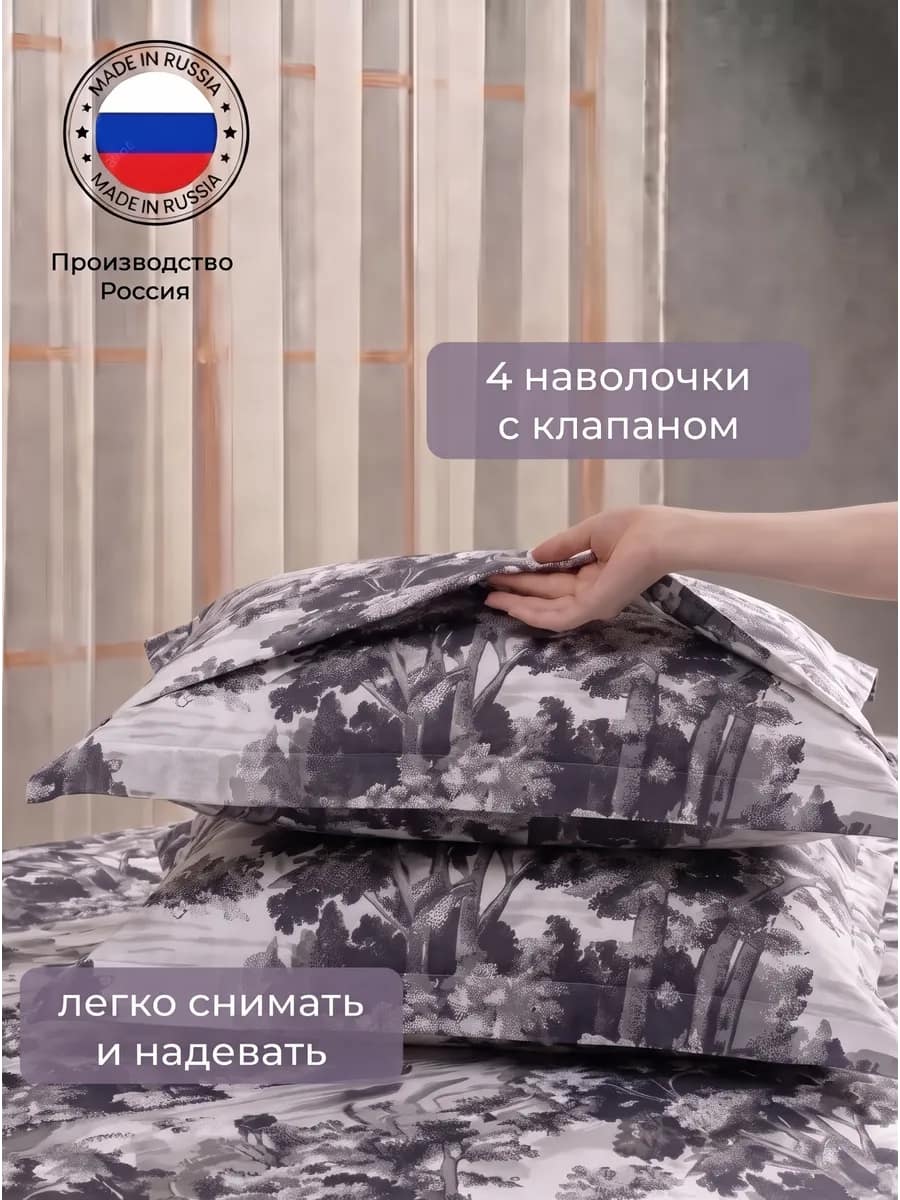 MADE IN RUSSIA
MADE IN RUSSIA
Производство
Россия
4 наволочки
с клапаном
легко снимать
и надевать